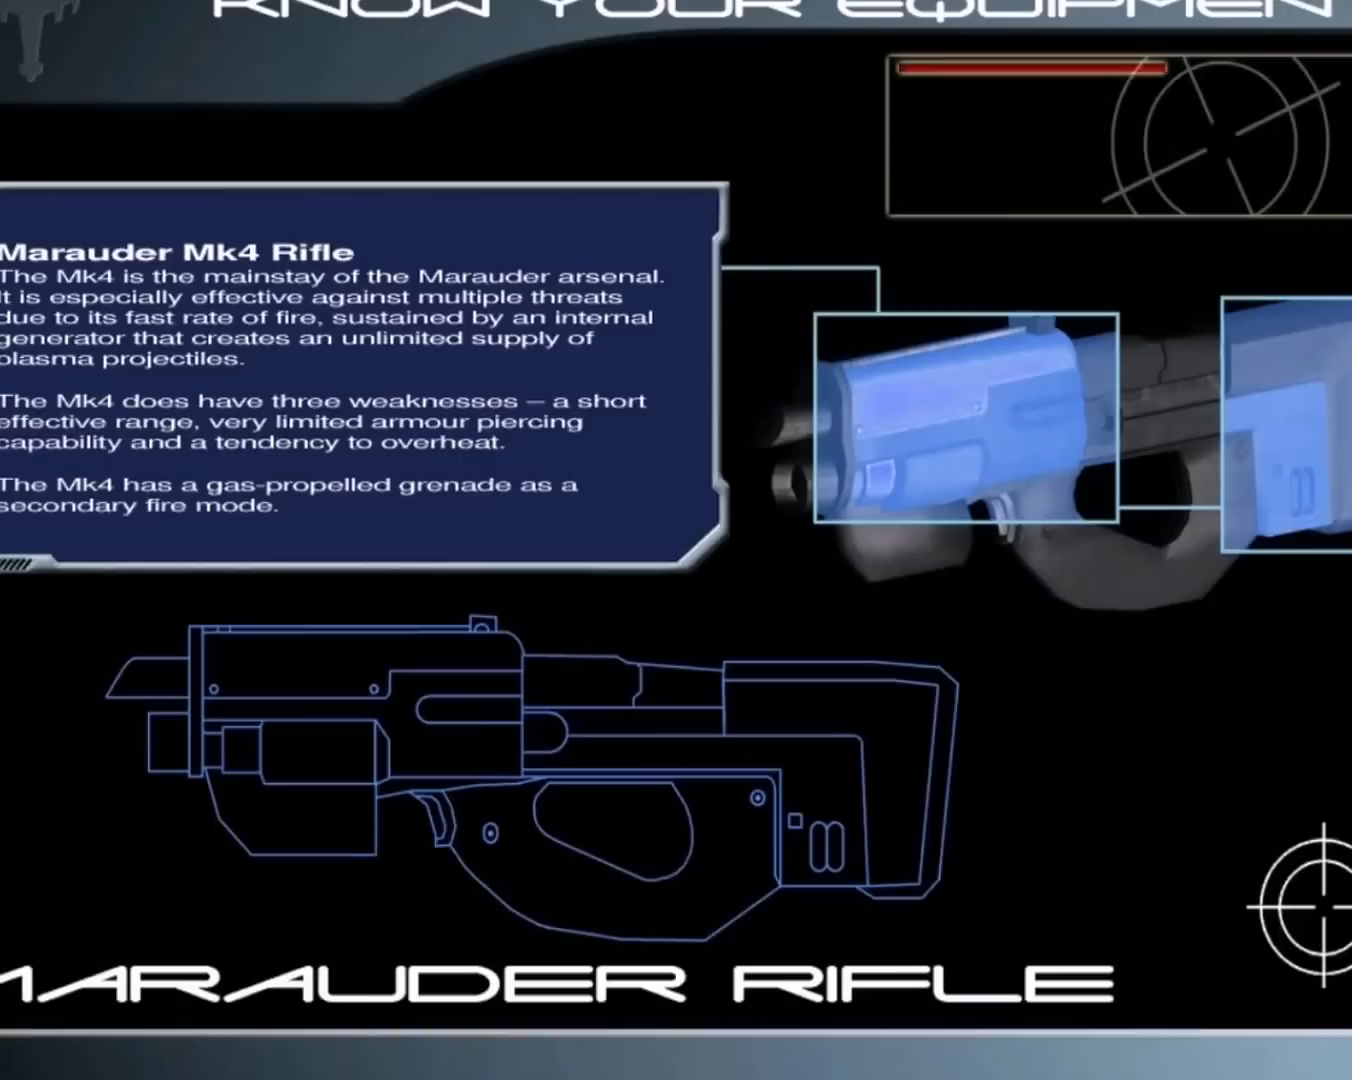 KNOW YOUR EQUIPMEN
Marauder Mk4 Rifle
The Mk4 is the mainstay of the Marauder arsenal.
It is especially effective against multiple threats
due to its fast rate of fire, sustained by an internal
generator that creates an unlimited supply of
plasma projectiles.
The Mk4 does have three weaknesses – a short
effective range, very limited armour piercing
capability and a tendency to overheat.
The Mk4 has a gas-propelled grenade as a
secondary fire mode.
MARAUDER RIFLE